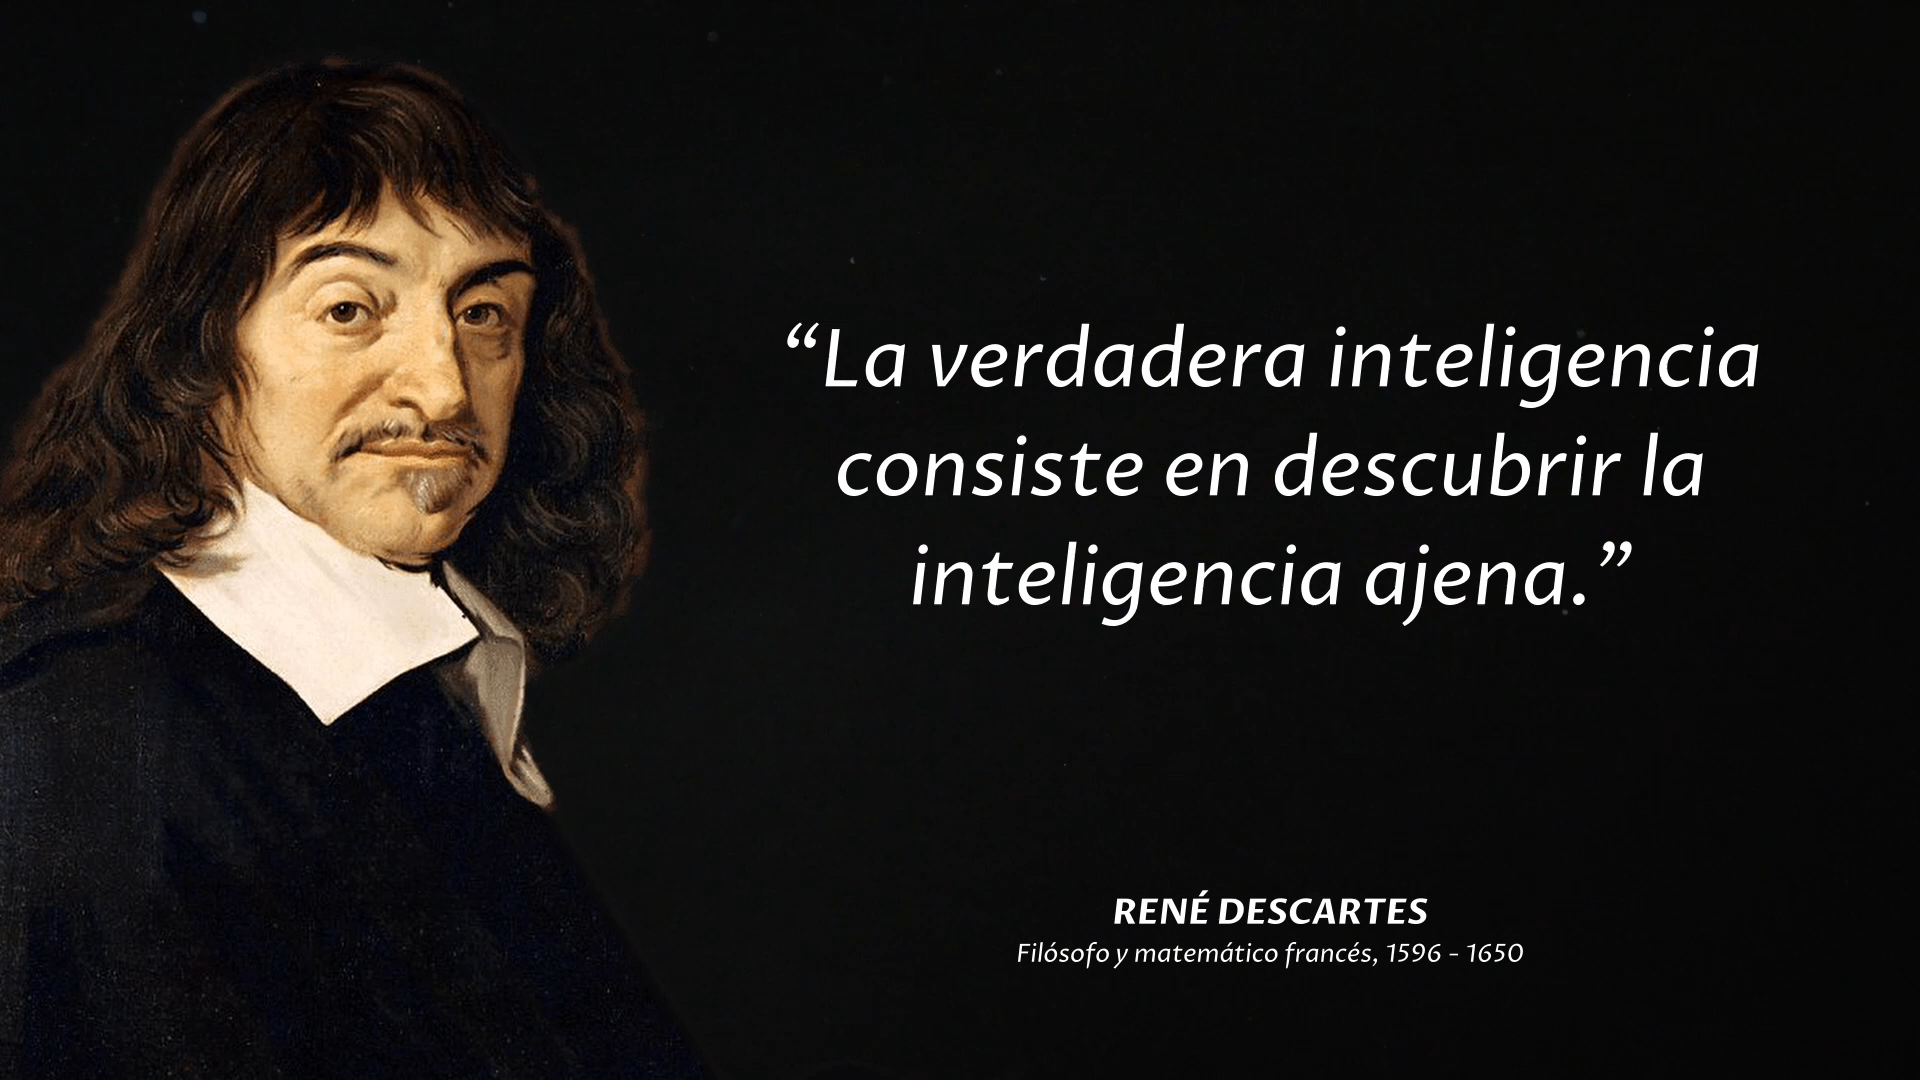 “La verdadera inteligencia
consiste en descubrir la
inteligencia ajena.”
RENÉ DESCARTES
Filósofo y matemático francés, 1596 - 1650